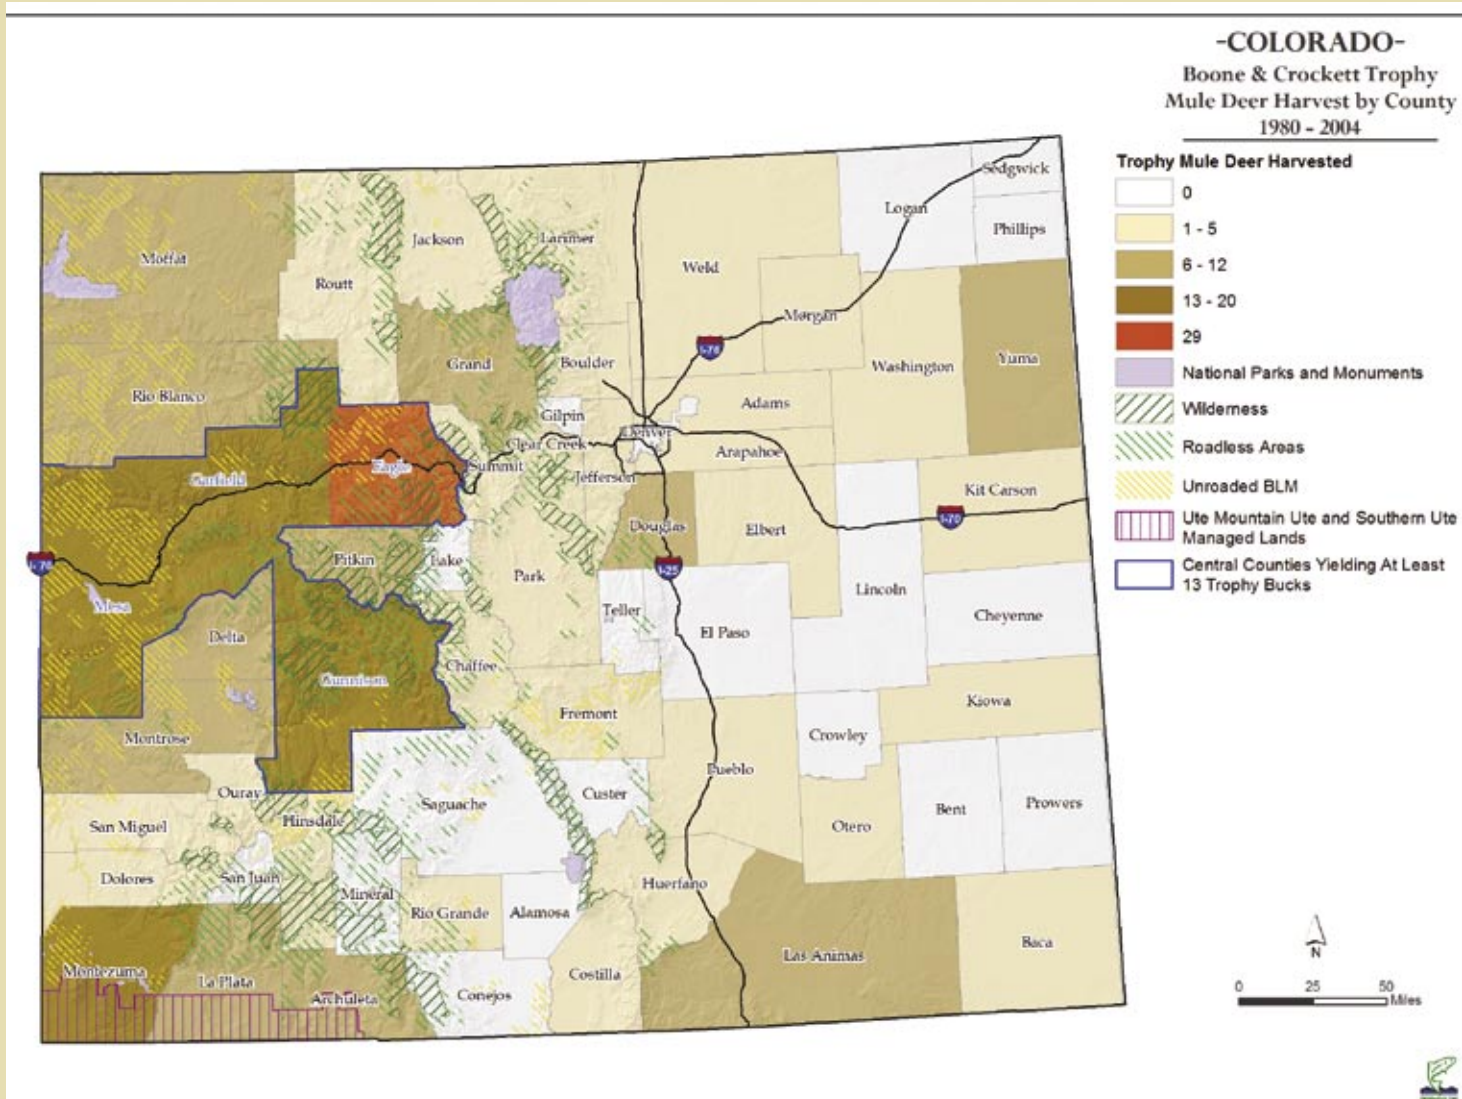 -COLORADO-
Boone & Crockett Trophy
Mule Deer Harvest by County
1980 - 2004
Trophy Mule Deer Harvested
0
1 - 5
6 - 12
13 - 20
29
National Parks and Monuments
Wilderness
Roadless Areas
Unroaded BLM
Ute Mountain Ute and Southern Ute
Managed Lands
Central Counties Yielding At Least
13 Trophy Bucks
Sedgwick
Logan
Phillips
Moffat
Jackson
Larimer
Weld
Routt
Morgan
I-76
Grand
Boulder
Washington
Yuma
Rio Blanco
Gilpin
Adams
Denver
Clear Creek
Arapahoe
Eagle
Summit
Garfield
Jefferson
Kit Carson
I-70
Douglas
Elbert
I-70
Pitkin
Lake
Park
I-25
Lincoln
Mesa
Teller
El Paso
Cheyenne
Delta
Chaffee
Gunnison
Kiowa
Fremont
Montrose
Crowley
Pueblo
Ouray
Custer
Saguache
Prowers
Bent
San Miguel
Hinsdale
Otero
Dolores
San Juan
Mineral
Huerfano
Rio Grande
Alamosa
Baca
Las Animas
Montezuma
La Plata
Costilla
Archuleta
Conejos
N
0 25 50
Miles